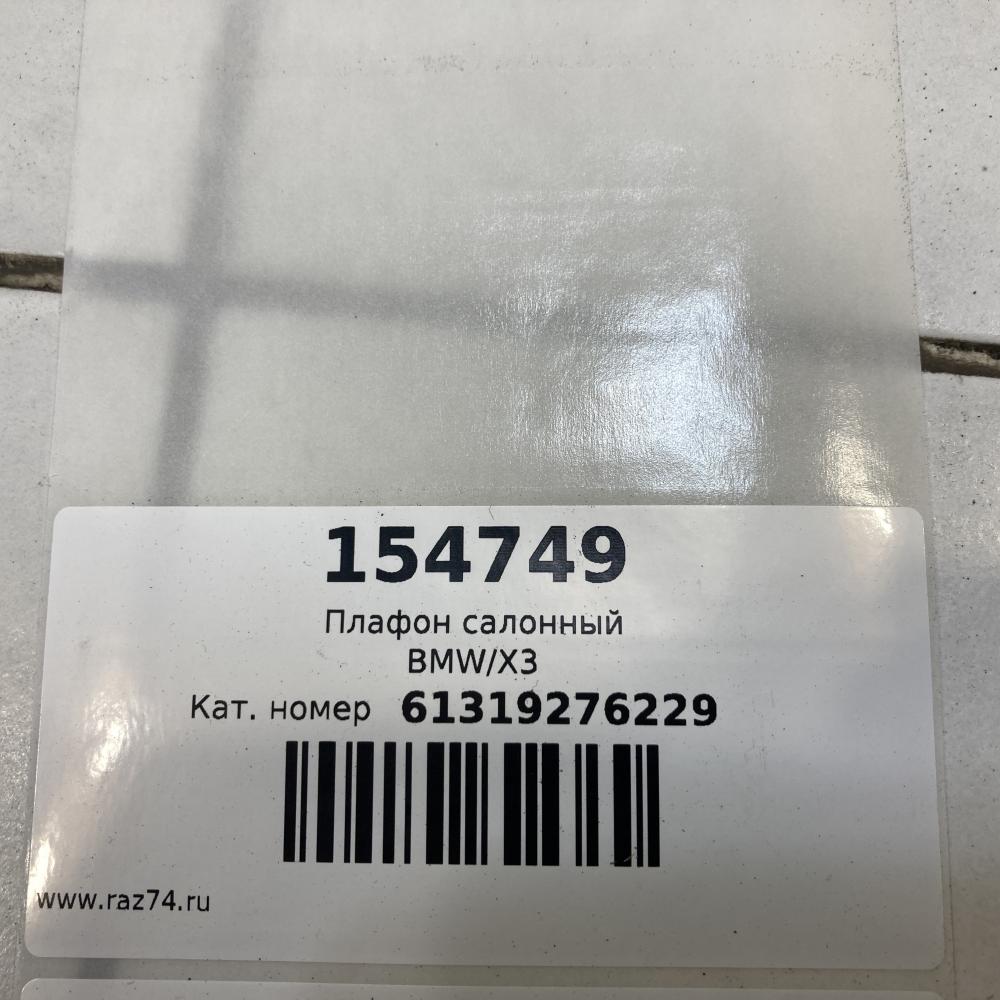 154749
Плафон салонный
BMW/X3
Кат. номер 61319276229
www.raz74.ru